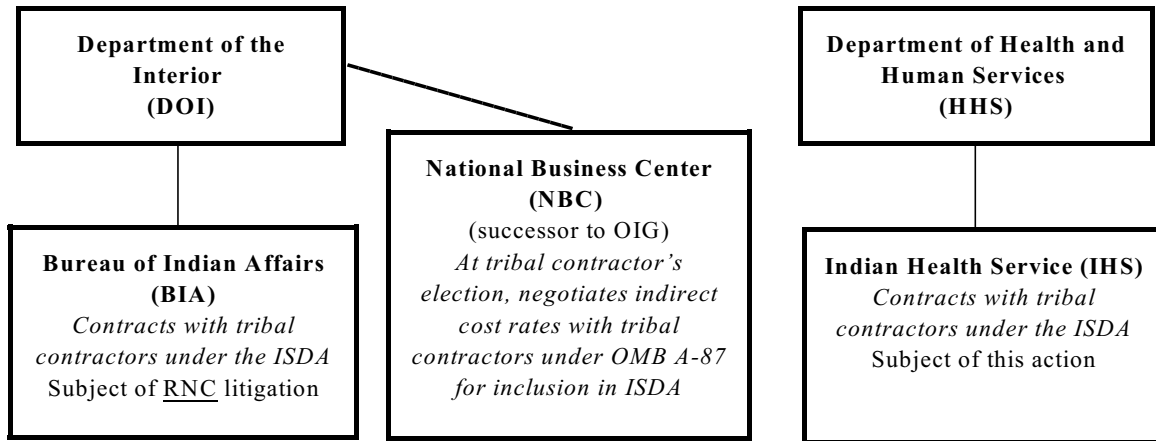 Department of the
Interior
(DOI)
Department of Health and
Human Services
(HHS)
National Business Center
(NBC)
(successor to OIG)
At tribal contractor’s
election, negotiates indirect
cost rates with tribal
contractors under OMB A-87
for inclusion in ISDA
Bureau of Indian Affairs
(BIA)
Contracts with tribal
contractors under the ISDA
Subject of RNC litigation
Indian Health Service (IHS)
Contracts with tribal
contractors under the ISDA
Subject of this action